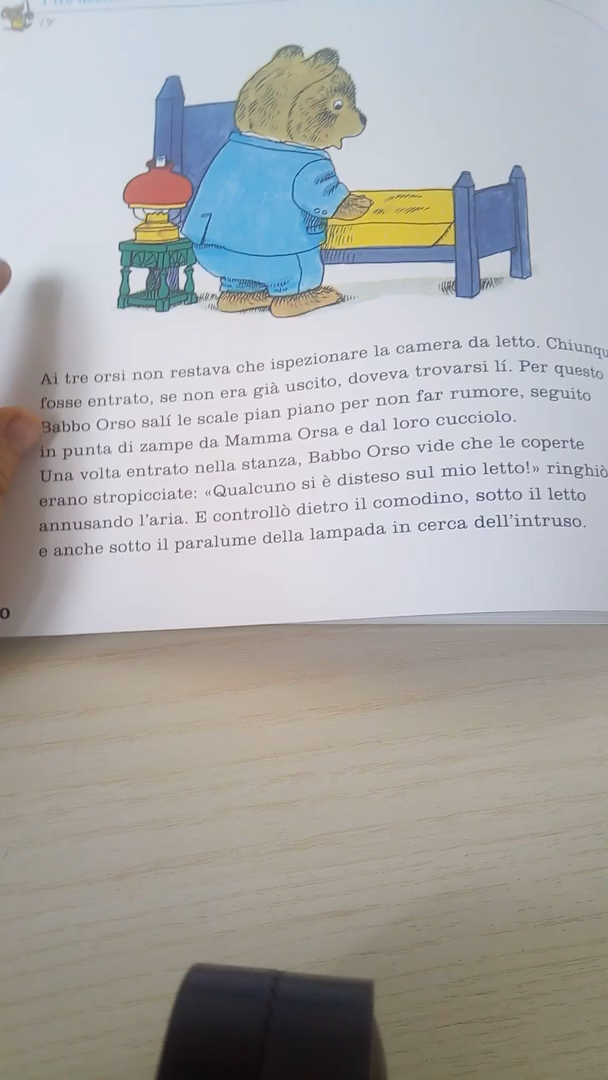 Ai tre orsi non restava che ispezionare la camera da letto. Chiunqu
fosse entrato, se non era già uscito, doveva trovarsi lí. Per questo
Babbo Orso salí le scale pian piano per non far rumore, seguito
in punta di zampe da Mamma Orsa e dal loro cucciolo.
Una volta entrato nella stanza, Babbo Orso vide che le coperte
erano stropicciate: «Qualcuno si è disteso sul mio letto!» ringhiò
annusando l'aria. E controllò dietro il comodino, sotto il letto
e anche sotto il paralume della lampada in cerca dell'intruso.
0